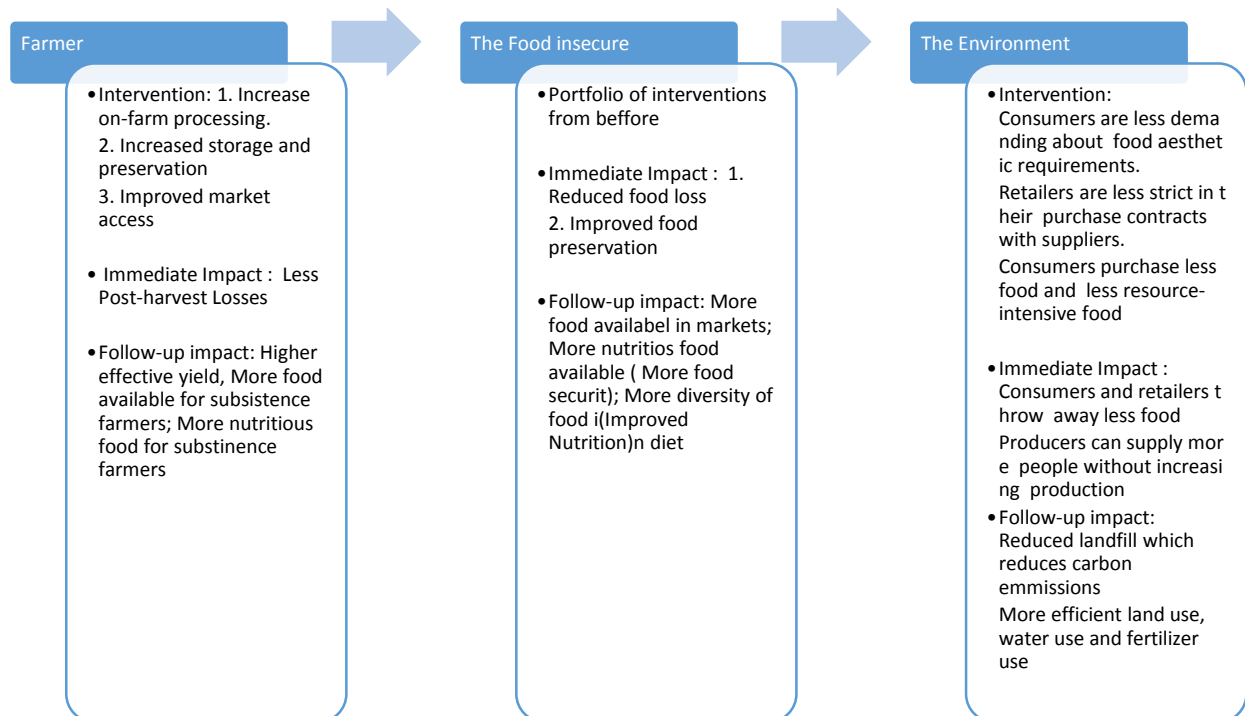 Farmer
•Intervention: 1. Increase
on-farm processing.
2. Increased storage and
preservation
3. Improved market
access
• Immediate Impact : Less
Post-harvest Losses
•Follow-up impact: Higher
effective yield, More food
available for subsistence
farmers; More nutritious
food for substinence
farmers
The Food insecure
•Portfolio of interventions
from beffore
•Immediate Impact : 1.
Reduced food loss
2. Improved food
preservation
•Follow-up impact: More
food availabel in markets;
More nutritios food
available ( More food
securit); More diversity of
food i(Improved
Nutrition)n diet
The Environment
•Intervention:
Consumers are less dema
nding about food aesthet
ic requirements.
Retailers are less strict in t
heir purchase contracts
with suppliers.
Consumers purchase less
food and less resource-
intensive food
•Immediate Impact :
Consumers and retailers t
hrow away less food
Producers can supply mor
e people without increasi
ng production
•Follow-up impact:
Reduced landfill which
reduces carbon
emmissions
More efficient land use,
water use and fertilizer
use